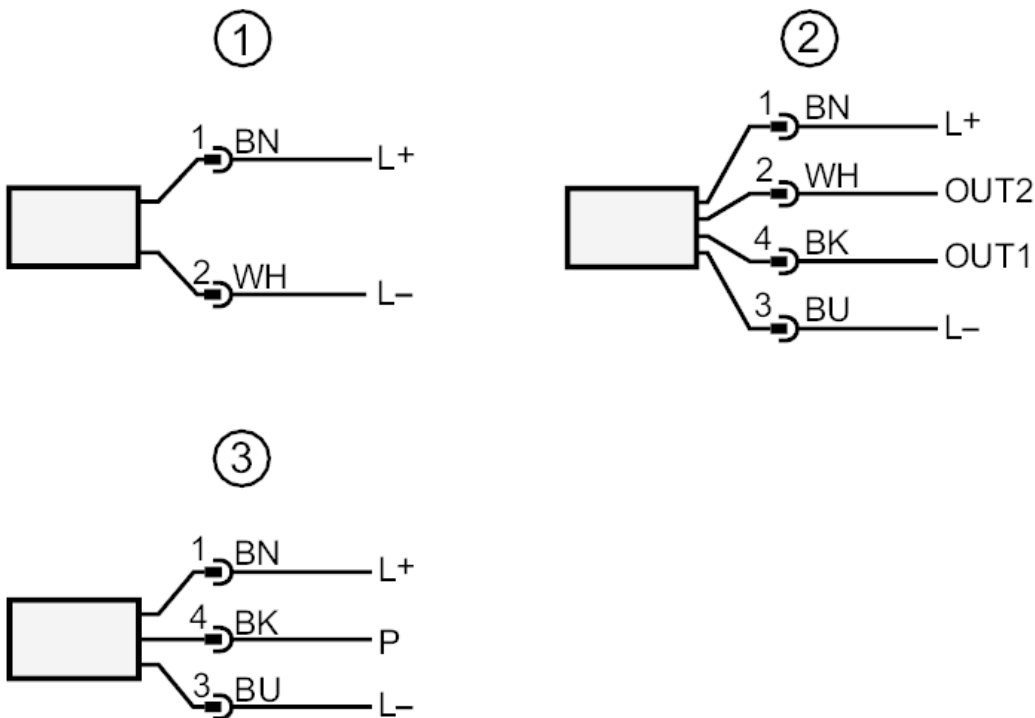 1
1 BN L+
2 WH L–
2
1 BN L+
2 WH OUT2
4 BK OUT1
3 BU L–
3
1 BN L+
4 BK P
3 BU L–